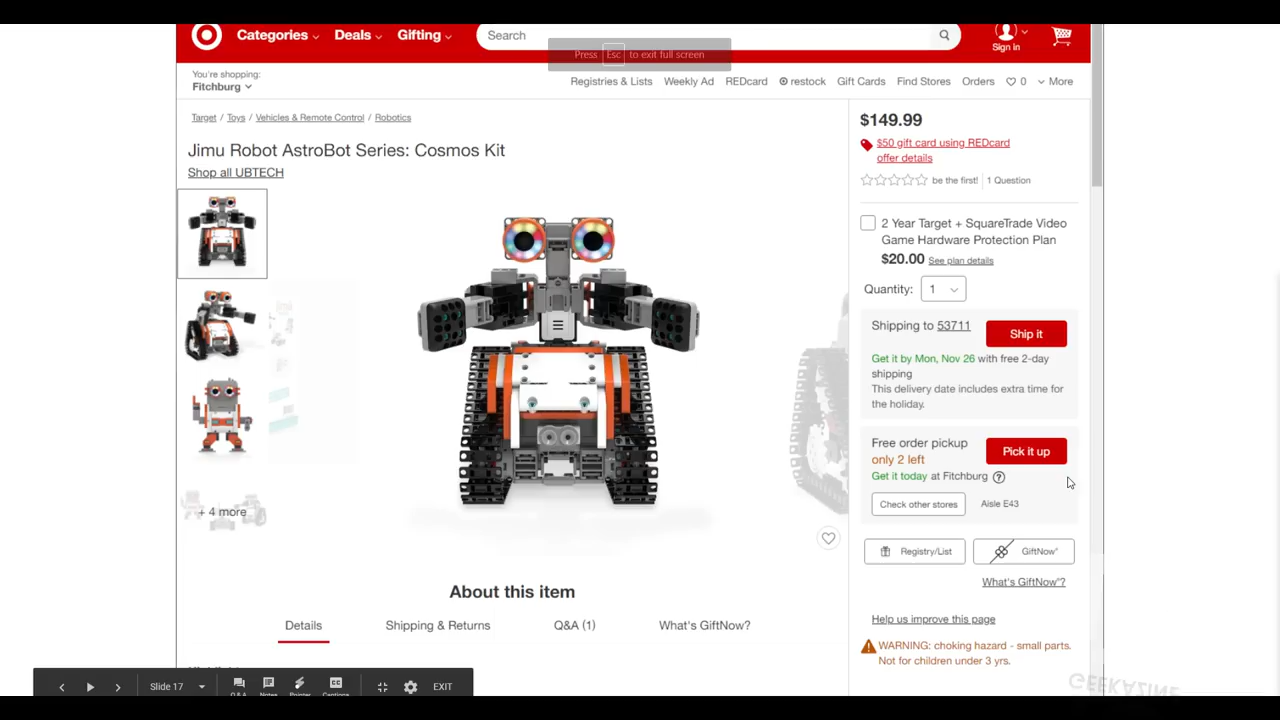 Categories
Deals
Gifting
Search
Sign in
Press Esc to exit full screen
You're shopping:
Fitchburg
Registries & Lists
Weekly Ad
REDcard
restock
Gift Cards
Find Stores
Orders
0
More
Target / Toys / Vehicles & Remote Control / Robotics
Jimu Robot AstroBot Series: Cosmos Kit
Shop all UBTECH
+ 4 more
$149.99
$50 gift card using REDcard
offer details
be the first! 1 Question
2 Year Target + SquareTrade Video
Game Hardware Protection Plan
$20.00 See plan details
Quantity: 1
Shipping to 53711
Ship it
Get it by Mon, Nov 26 with free 2-day
shipping
This delivery date includes extra time for
the holiday.
Free order pickup
only 2 left
Pick it up
Get it today at Fitchburg ?
Check other stores
Aisle E43
Registry/List
GiftNow®
What's GiftNow®?
Help us improve this page
WARNING: choking hazard - small parts.
Not for children under 3 yrs.
About this item
Details
Shipping & Returns
Q&A (1)
What's GiftNow?
Slide 17
Q & A
Notes
Pointer
Captions
EXIT
GEEKAZINE